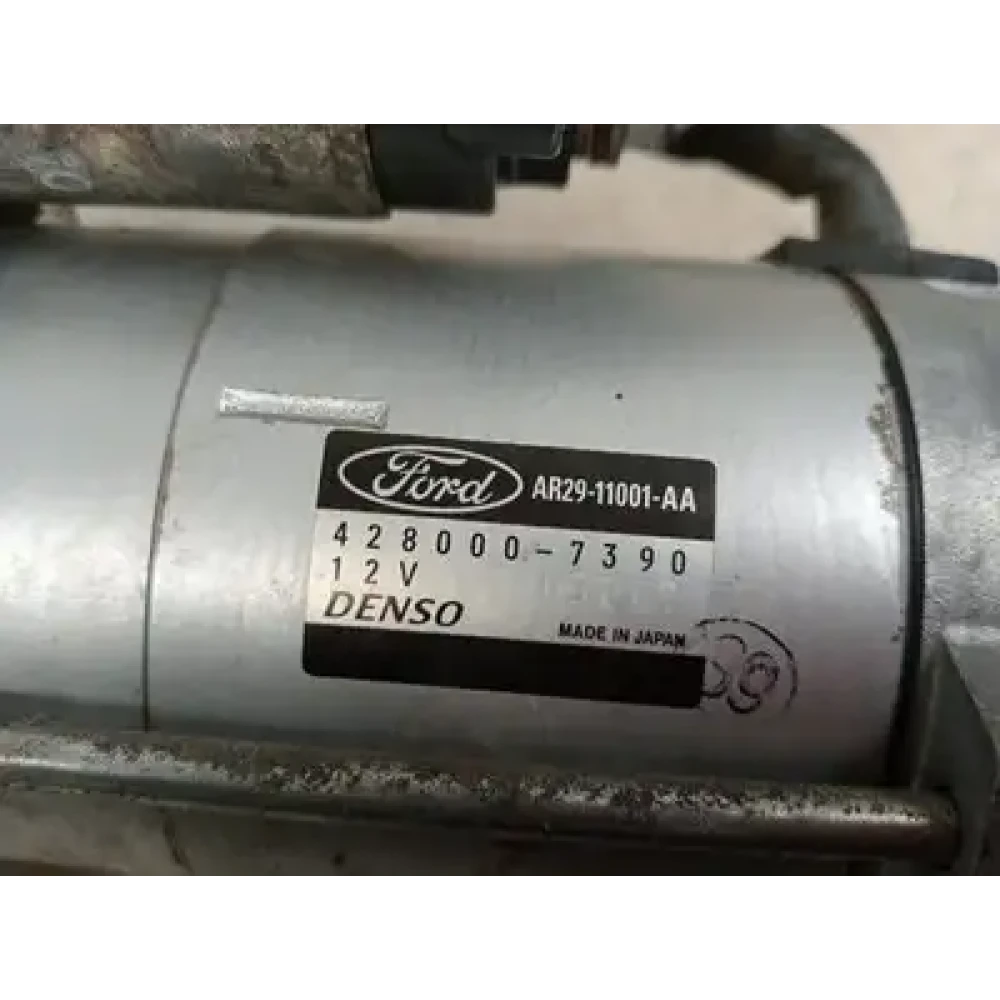 Ford AR29-11001-AA
428000-7390
12V
DENSO
MADE IN JAPAN